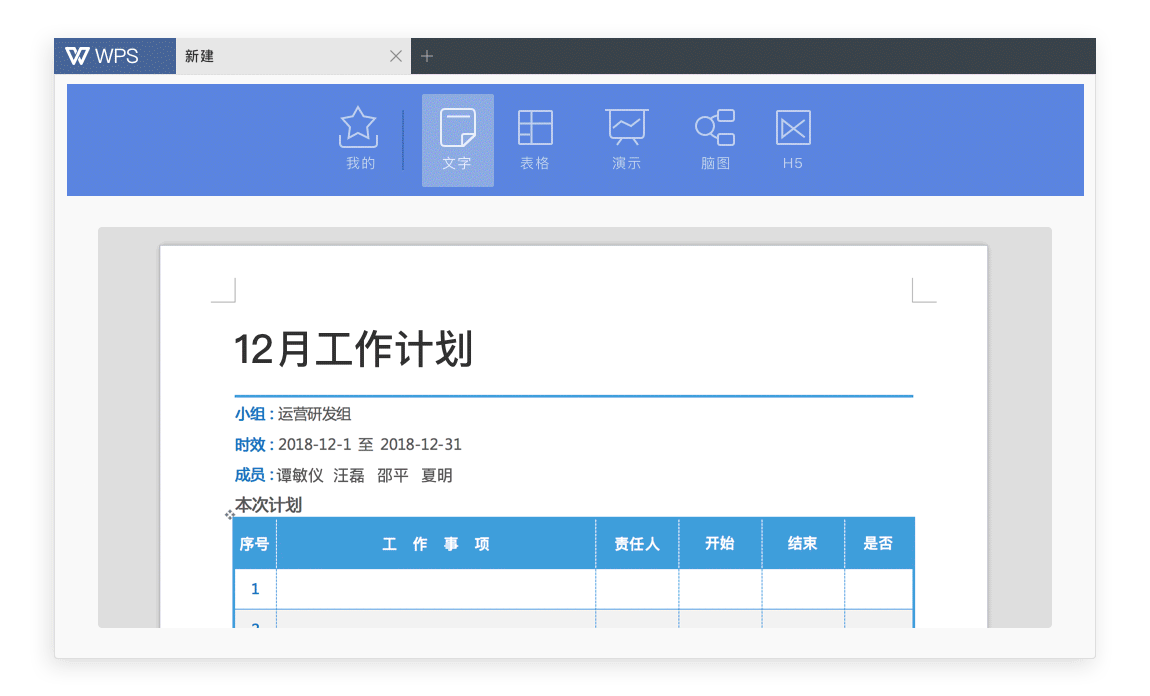 WPS 新建
我的 文字 表格 演示 脑图 H5
12月工作计划
小组 : 运营研发组
时效 : 2018-12-1 至 2018-12-31
成员 : 谭敏仪 汪磊 邵平 夏明
本次计划
序号 工 作 事 项 责任人 开始 结束 是否
1